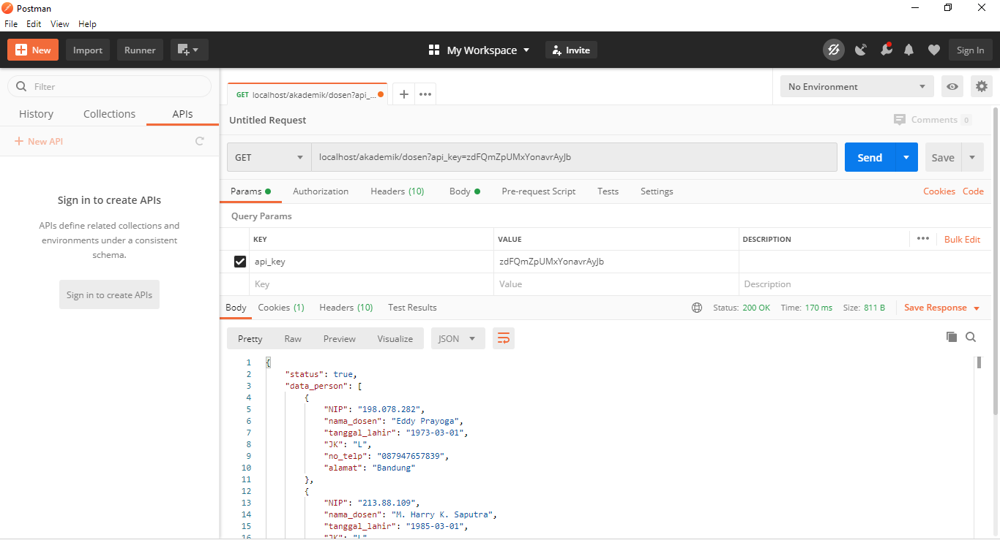 Postman
File Edit View Help
New Import Runner My Workspace Invite Sign In
Filter
History Collections APIs
New API
Sign in to create APIs
APIs define related collections and
environments under a consistent
schema.
Sign in to create APIs
GET localhost/akademik/dosen?api_...
No Environment
Untitled Request
Comments 0
GET localhost/akademik/dosen?api_key=zdFQmZpUMxYonavrAyJb Send Save
Params Authorization Headers (10) Body Pre-request Script Tests Settings Cookies Code
Query Params
KEY VALUE DESCRIPTION ••• Bulk Edit
api_key zdFQmZpUMxYonavrAyJb
Key Value Description
Body Cookies (1) Headers (10) Test Results Status: 200 OK Time: 170 ms Size: 811 B Save Response
Pretty Raw Preview Visualize JSON
1 {
2 "status": true,
3 "data_person": [
4 {
5 "NIP": "198.078.282",
6 "nama_dosen": "Eddy Prayoga",
7 "tanggal_lahir": "1973-03-01",
8 "JK": "L",
9 "no_telp": "087947657839",
10 "alamat": "Bandung"
11 },
12 {
13 "NIP": "213.88.109",
14 "nama_dosen": "M. Harry K. Saputra",
15 "tanggal_lahir": "1985-03-01",
16 "JK": "L",